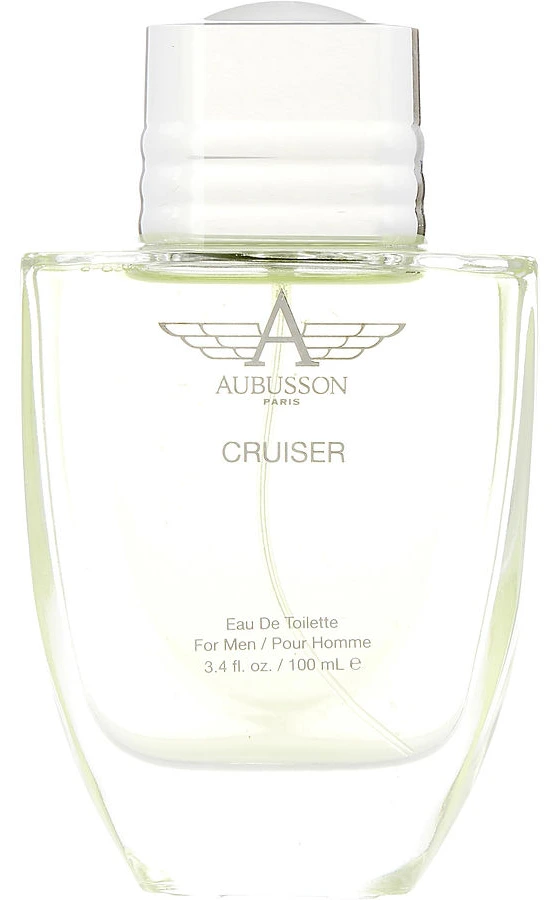 A
AUBUSSON
PARIS
CRUISER
Eau De Toilette
For Men / Pour Homme
3.4 fl. oz. / 100 mL ℮